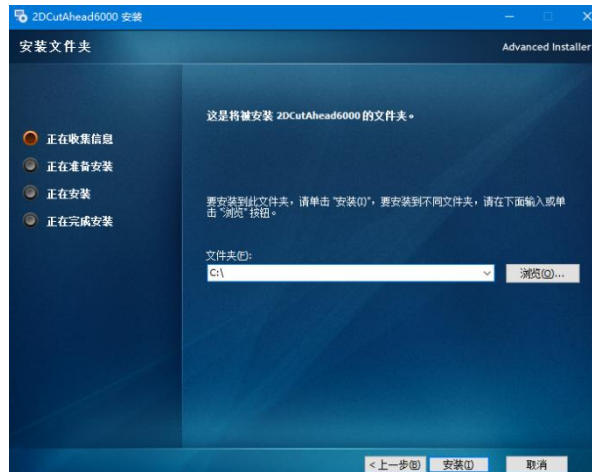 2DCutAhead6000 安装
安装文件夹
Advanced Installer
这是将被安装 2DCutAhead6000 的文件夹。
正在收集信息
正在准备安装
正在安装
正在完成安装
要安装到此文件夹，请单击 "安装(I)"，要安装到不同文件夹，请在下面输入或单
击 "浏览" 按钮。
文件夹(F):
C:\
浏览(O)...
<上一步(B)
安装(I)
取消